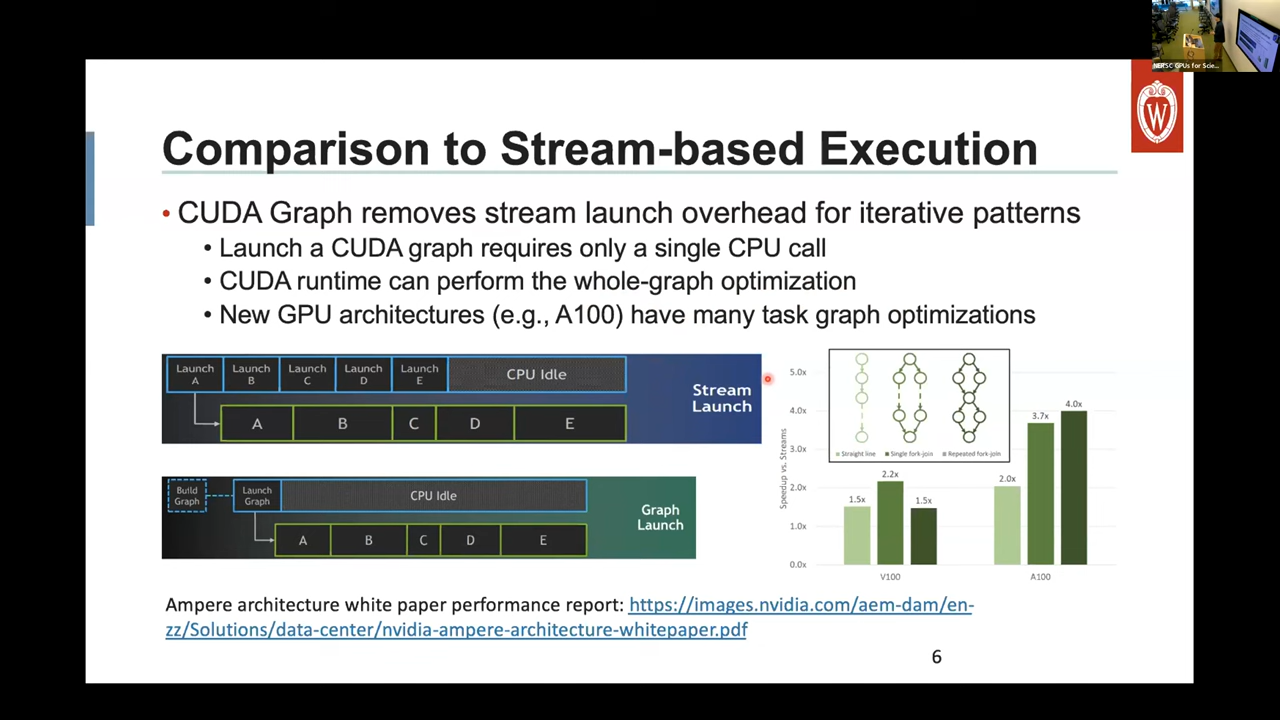 NERSC GPUs for Scie...
W
Comparison to Stream-based Execution
• CUDA Graph removes stream launch overhead for iterative patterns
• Launch a CUDA graph requires only a single CPU call
• CUDA runtime can perform the whole-graph optimization
• New GPU architectures (e.g., A100) have many task graph optimizations
Launch A
Launch B
Launch C
Launch D
Launch E
CPU Idle
A
B
C
D
E
Stream Launch
Build Graph
Launch Graph
CPU Idle
A
B
C
D
E
Graph Launch
Speedup vs. Streams
5.0x
4.0x
3.0x
2.0x
1.0x
0.0x
Straight line
Single fork-join
Repeated fork-join
1.5x
2.2x
1.5x
2.0x
3.7x
4.0x
V100
A100
Ampere architecture white paper performance report: https://images.nvidia.com/aem-dam/en-
zz/Solutions/data-center/nvidia-ampere-architecture-whitepaper.pdf
6